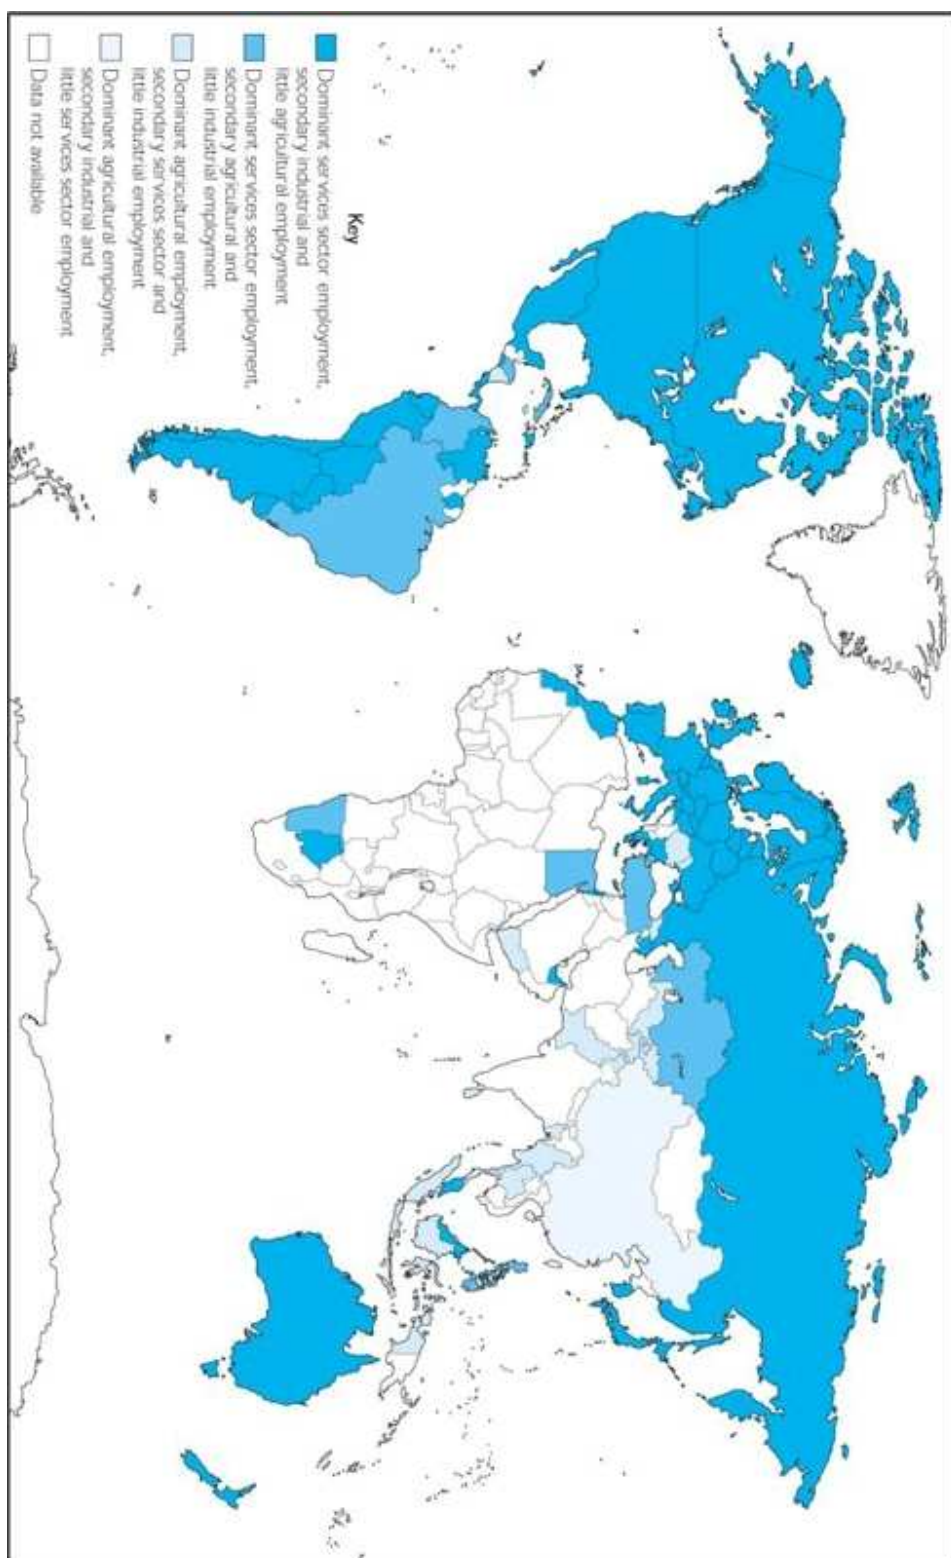 Key
Dominant services sector employment,
secondary industrial and
little agricultural employment
Dominant services sector employment,
secondary agricultural and
little industrial employment
Dominant agricultural employment,
secondary services sector and
little industrial employment
Dominant agricultural employment,
secondary industrial and
little services sector employment
Data not available